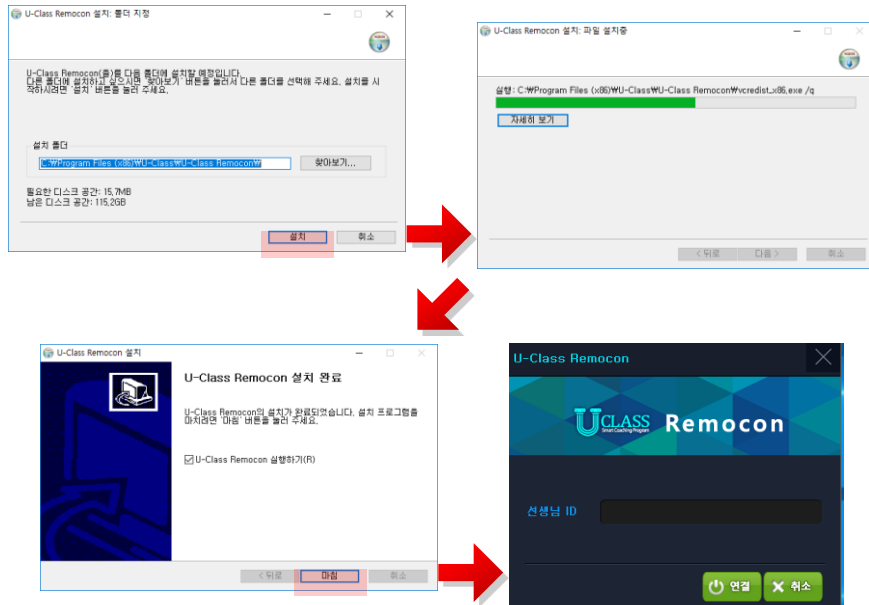 U-Class Remocon 설치: 폴더 지정
U-Class Remocon(을)를 다음 폴더에 설치할 예정입니다.
다른 폴더에 설치하고 싶으시면 '찾아보기' 버튼을 눌러서 다른 폴더를 선택해 주세요. 설치를 시
작하시려면 '설치' 버튼을 눌러 주세요.
설치 폴더
C:₩Program Files (x86)₩U-Class₩U-Class Remocon₩
찾아보기...
필요한 디스크 공간: 15.7MB
남은 디스크 공간: 115.2GB
설치 취소
U-Class Remocon 설치: 파일 설치중
실행: C:₩Program Files (x86)₩U-Class₩U-Class Remocon₩vcredist_x86.exe /q
자세히 보기
< 뒤로 다음 > 취소
U-Class Remocon 설치
U-Class Remocon 설치 완료
U-Class Remocon의 설치가 완료되었습니다. 설치 프로그램을
마치려면 '마침' 버튼을 눌러 주세요.
U-Class Remocon 실행하기(R)
< 뒤로 마침 취소
U-Class Remocon
UCLASS Remocon
Smart Coaching Program
선생님 ID
연결 취소